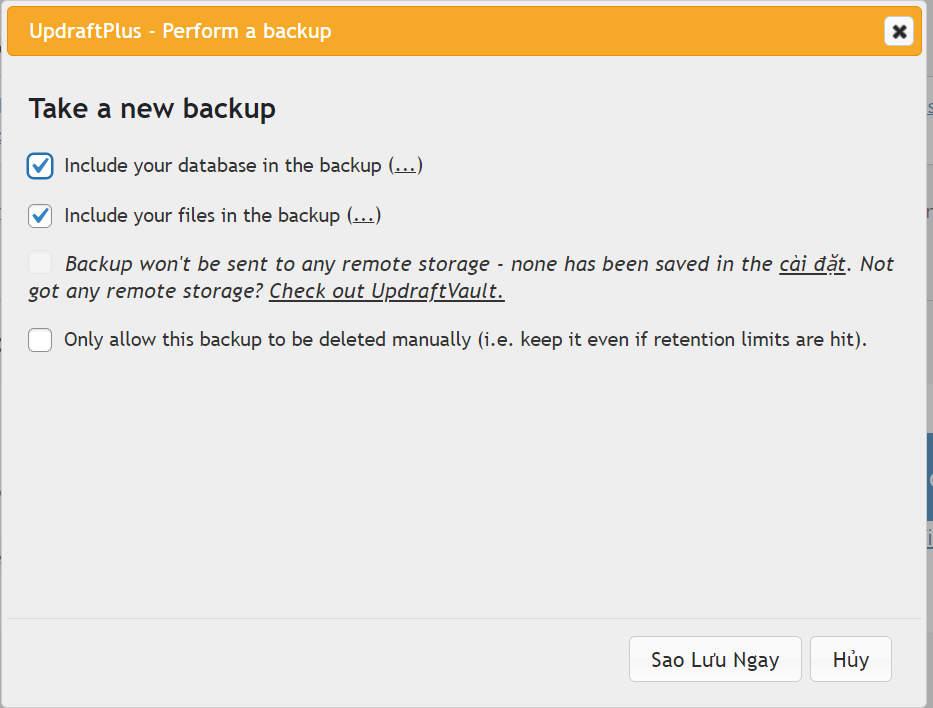 UpdraftPlus - Perform a backup
Take a new backup
Include your database in the backup (...)
Include your files in the backup (...)
Backup won't be sent to any remote storage - none has been saved in the cài đặt. Not
got any remote storage? Check out UpdraftVault.
Only allow this backup to be deleted manually (i.e. keep it even if retention limits are hit).
Sao Lưu Ngay
Hủy